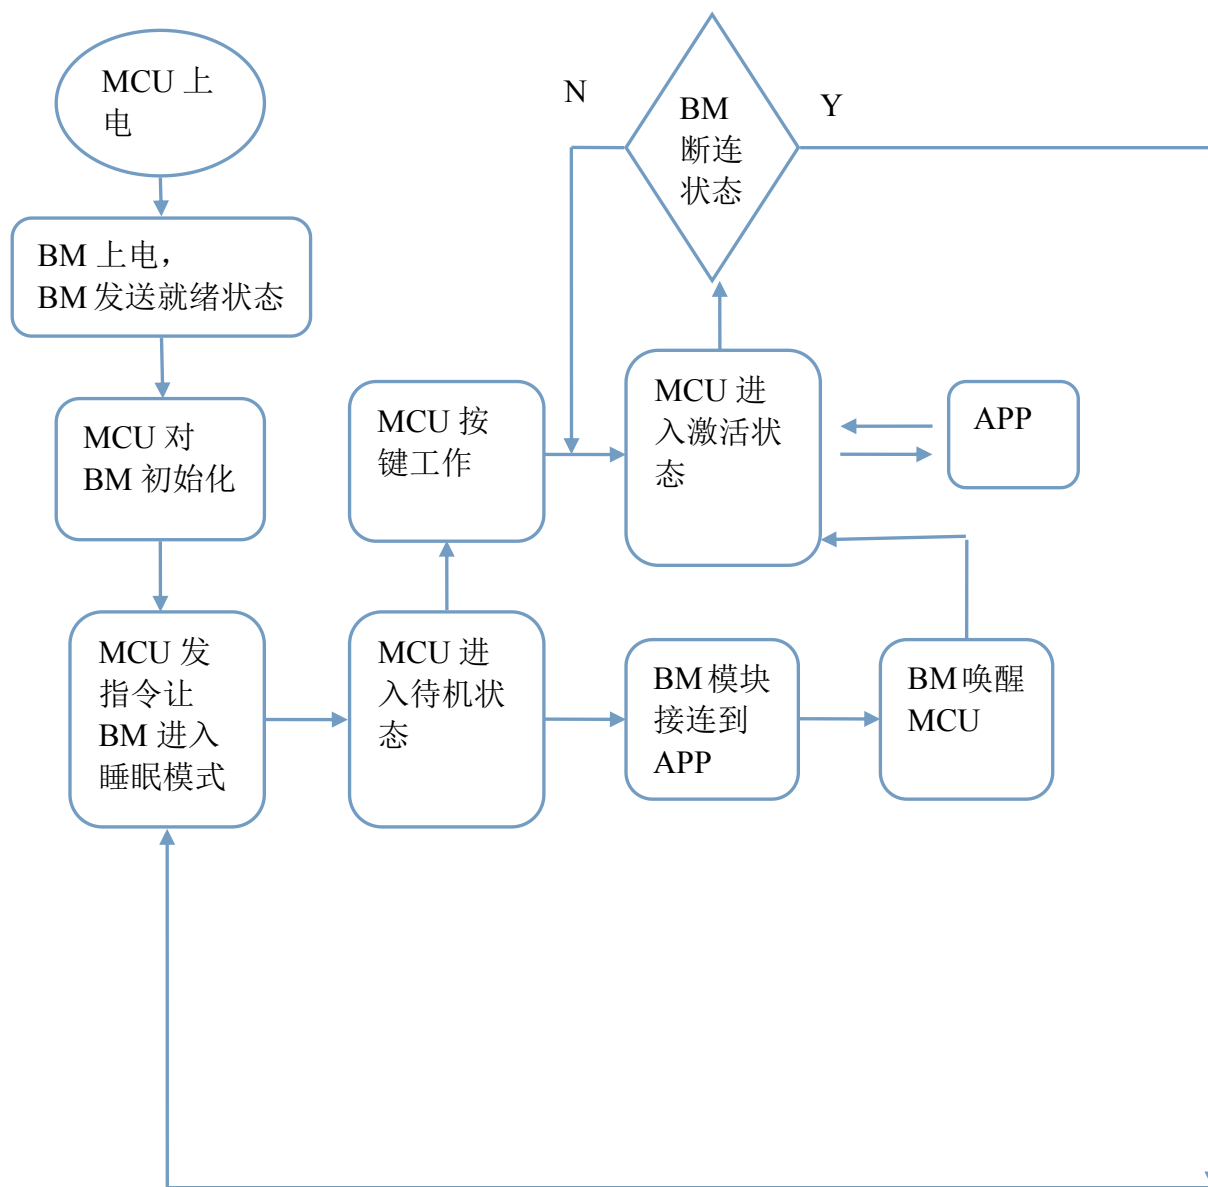 MCU 上
电
BM 上电，
BM 发送就绪状态
MCU 对
BM 初始化
MCU 发
指令让
BM 进入
睡眠模式
MCU 进
入待机状
态
MCU 按
键工作
N
BM
断连
状态
Y
MCU 进
入激活状
态
APP
BM 模块
接连到
APP
BM 唤醒
MCU